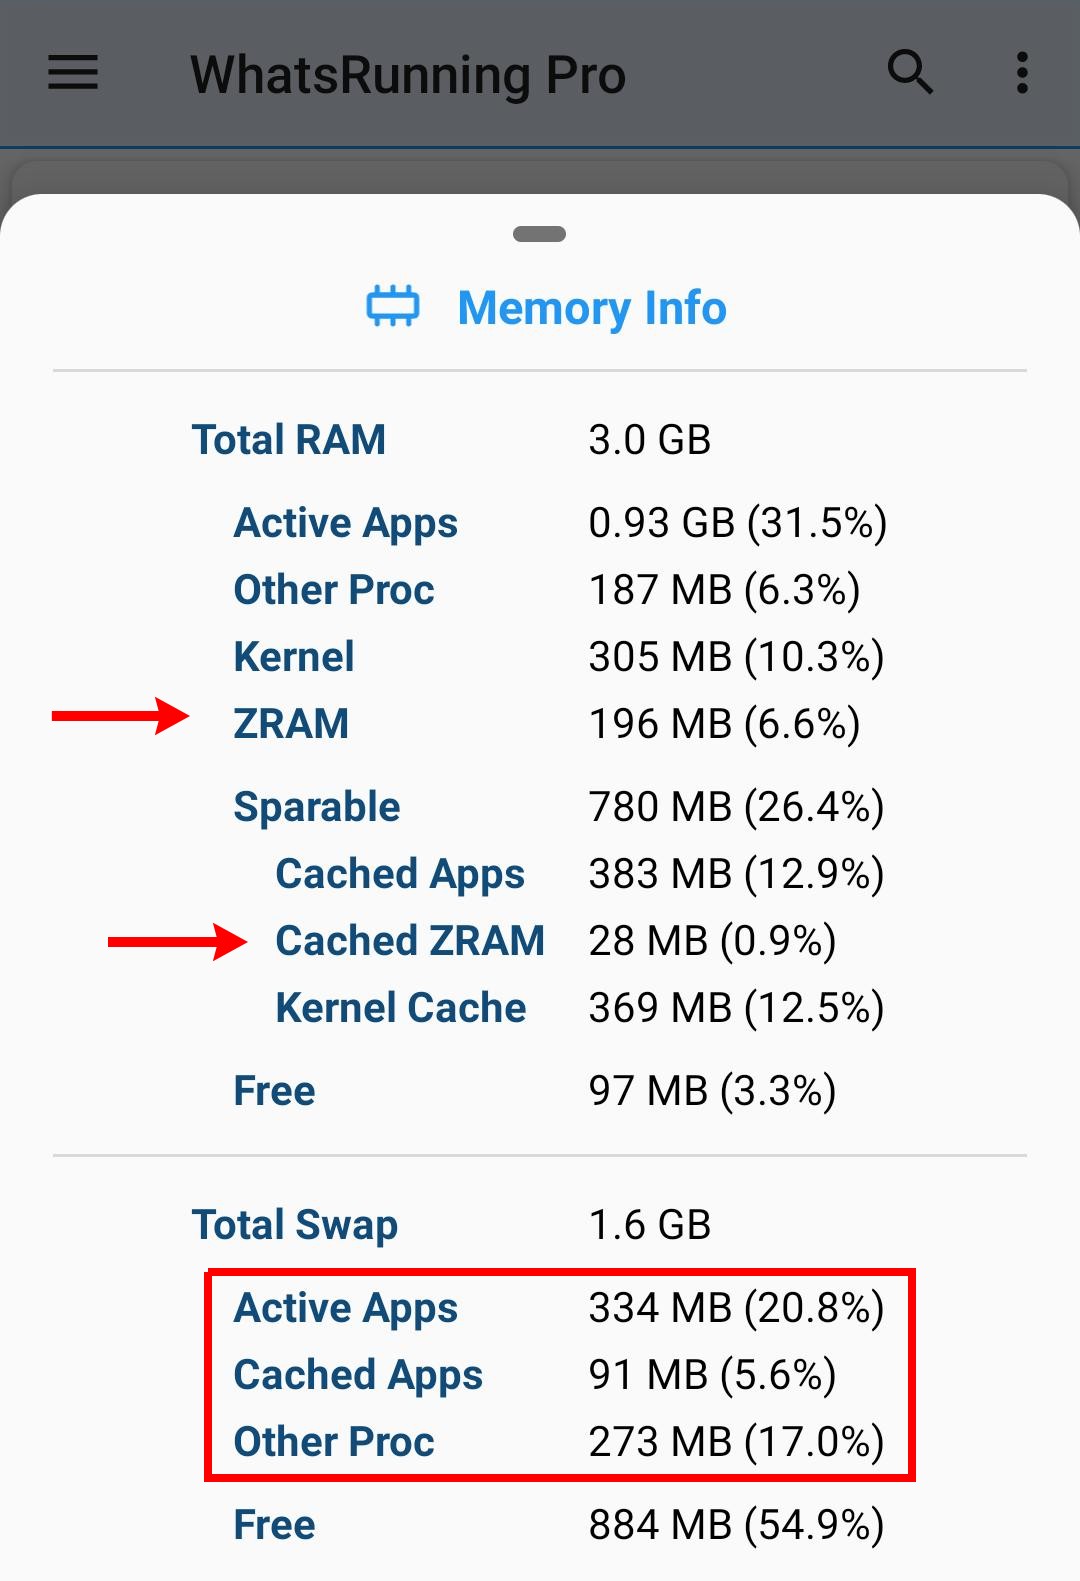 WhatsRunning Pro
Memory Info
Total RAM 3.0 GB
Active Apps 0.93 GB (31.5%)
Other Proc 187 MB (6.3%)
Kernel 305 MB (10.3%)
ZRAM 196 MB (6.6%)
Sparable 780 MB (26.4%)
Cached Apps 383 MB (12.9%)
Cached ZRAM 28 MB (0.9%)
Kernel Cache 369 MB (12.5%)
Free 97 MB (3.3%)
Total Swap 1.6 GB
Active Apps 334 MB (20.8%)
Cached Apps 91 MB (5.6%)
Other Proc 273 MB (17.0%)
Free 884 MB (54.9%)